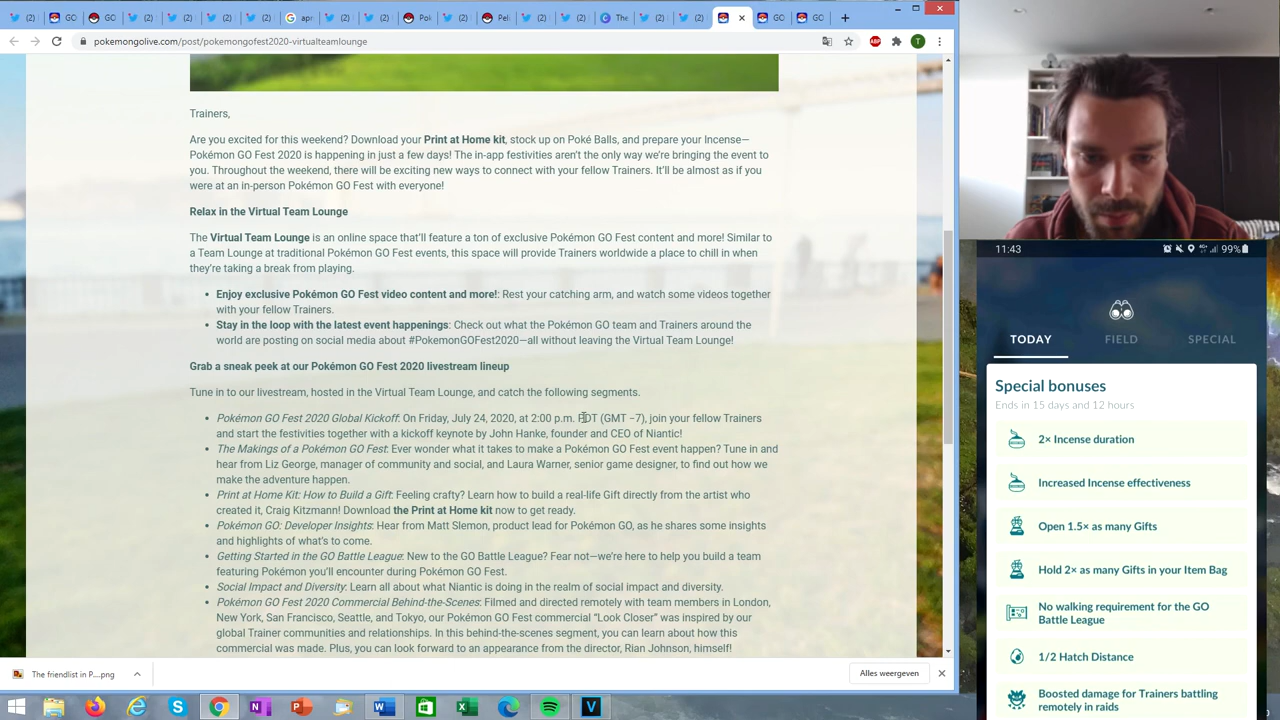 (2)
apr
(2)
(2)
Pol
(2)
Pel
(2)
The
(2)
(2)
GO
GO
pokemongolive.com/post/pokemongofest2020-virtualteamlounge
ABP
T
Trainers,
Are you excited for this weekend? Download your Print at Home kit, stock up on Poké Balls, and prepare your Incense—
Pokémon GO Fest 2020 is happening in just a few days! The in-app festivities aren't the only way we're bringing the event to
you. Throughout the weekend, there will be exciting new ways to connect with your fellow Trainers. It'll be almost as if you
were at an in-person Pokémon GO Fest with everyone!
Relax in the Virtual Team Lounge
The Virtual Team Lounge is an online space that'll feature a ton of exclusive Pokémon GO Fest content and more! Similar to
a Team Lounge at traditional Pokémon GO Fest events, this space will provide Trainers worldwide a place to chill in when
they're taking a break from playing.
• Enjoy exclusive Pokémon GO Fest video content and more!: Rest your catching arm, and watch some videos together
with your fellow Trainers.
• Stay in the loop with the latest event happenings: Check out what the Pokémon GO team and Trainers around the
world are posting on social media about #PokemonGOFest2020—all without leaving the Virtual Team Lounge!
Grab a sneak peek at our Pokémon GO Fest 2020 livestream lineup
Tune in to our livestream, hosted in the Virtual Team Lounge, and catch the following segments.
• Pokémon GO Fest 2020 Global Kickoff: On Friday, July 24, 2020, at 2:00 p.m. PDT (GMT −7), join your fellow Trainers
and start the festivities together with a kickoff keynote by John Hanke, founder and CEO of Niantic!
• The Makings of a Pokémon GO Fest: Ever wonder what it takes to make a Pokémon GO Fest event happen? Tune in and
hear from Liz George, manager of community and social, and Laura Warner, senior game designer, to find out how we
make the adventure happen.
• Print at Home Kit: How to Build a Gift: Feeling crafty? Learn how to build a real-life Gift directly from the artist who
created it, Craig Kitzmann! Download the Print at Home kit now to get ready.
• Pokémon GO: Developer Insights: Hear from Matt Slemon, product lead for Pokémon GO, as he shares some insights
and highlights of what's to come.
• Getting Started in the GO Battle League: New to the GO Battle League? Fear not—we're here to help you build a team
featuring Pokémon you'll encounter during Pokémon GO Fest.
• Social Impact and Diversity: Learn all about what Niantic is doing in the realm of social impact and diversity.
• Pokémon GO Fest 2020 Commercial Behind-the-Scenes: Filmed and directed remotely with team members in London,
New York, San Francisco, Seattle, and Tokyo, our Pokémon GO Fest commercial “Look Closer” was inspired by our
global Trainer communities and relationships. In this behind-the-scenes segment, you can learn about how this
commercial was made. Plus, you can look forward to an appearance from the director, Rian Johnson, himself!
The friendlist in P....png
Alles weergeven
11:43
99%
TODAY
FIELD
SPECIAL
Special bonuses
Ends in 15 days and 12 hours
2× Incense duration
Increased Incense effectiveness
Open 1.5× as many Gifts
Hold 2× as many Gifts in your Item Bag
No walking requirement for the GO
Battle League
1/2 Hatch Distance
Boosted damage for Trainers battling
remotely in raids